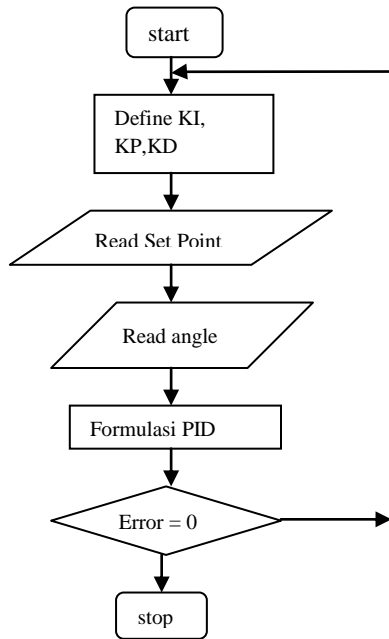 start
Define KI,
KP,KD
Read Set Point
Read angle
Formulasi PID
Error = 0
stop